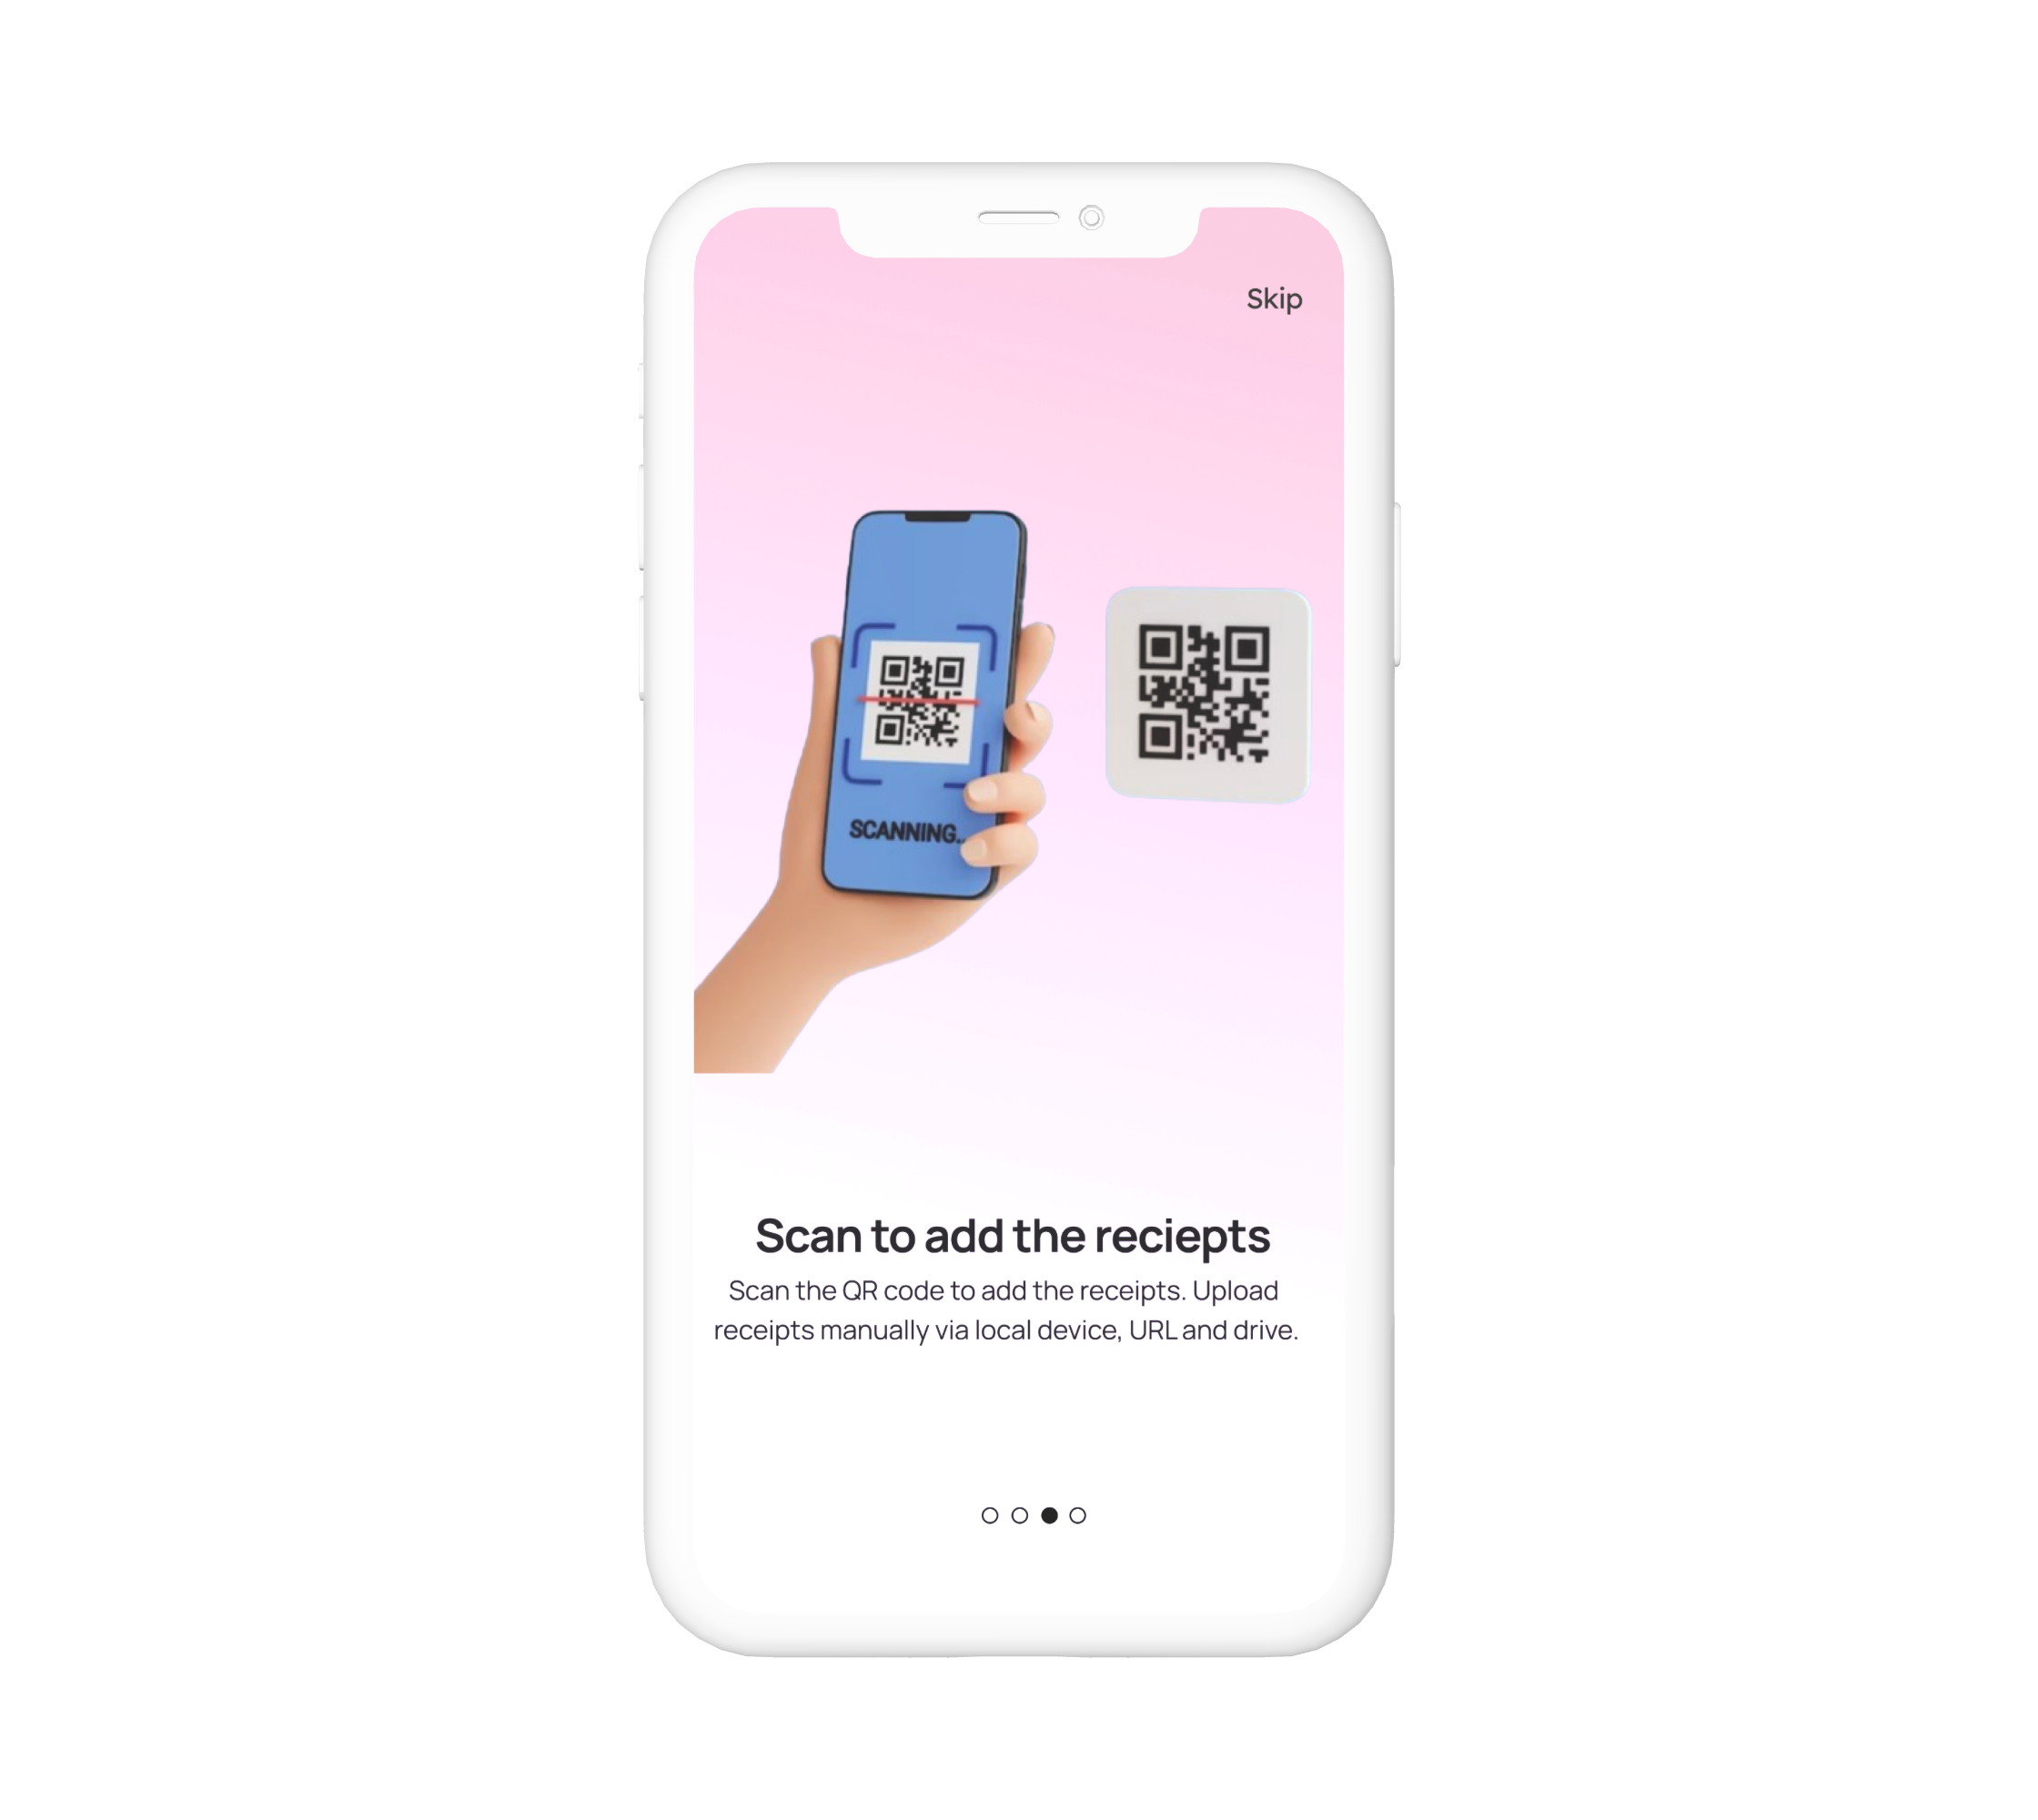 Skip
SCANNING..
Scan to add the reciepts
Scan the QR code to add the receipts. Upload
receipts manually via local device, URL and drive.